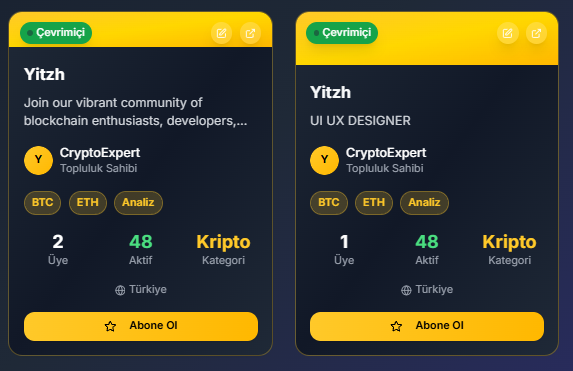 Çevrimiçi
Yitzh
Join our vibrant community of
blockchain enthusiasts, developers,...
Y
CryptoExpert
Topluluk Sahibi
BTC ETH Analiz
2 48 Kripto
Üye Aktif Kategori
Türkiye
Abone Ol
Çevrimiçi
Yitzh
UI UX DESIGNER
Y
CryptoExpert
Topluluk Sahibi
BTC ETH Analiz
1 48 Kripto
Üye Aktif Kategori
Türkiye
Abone Ol